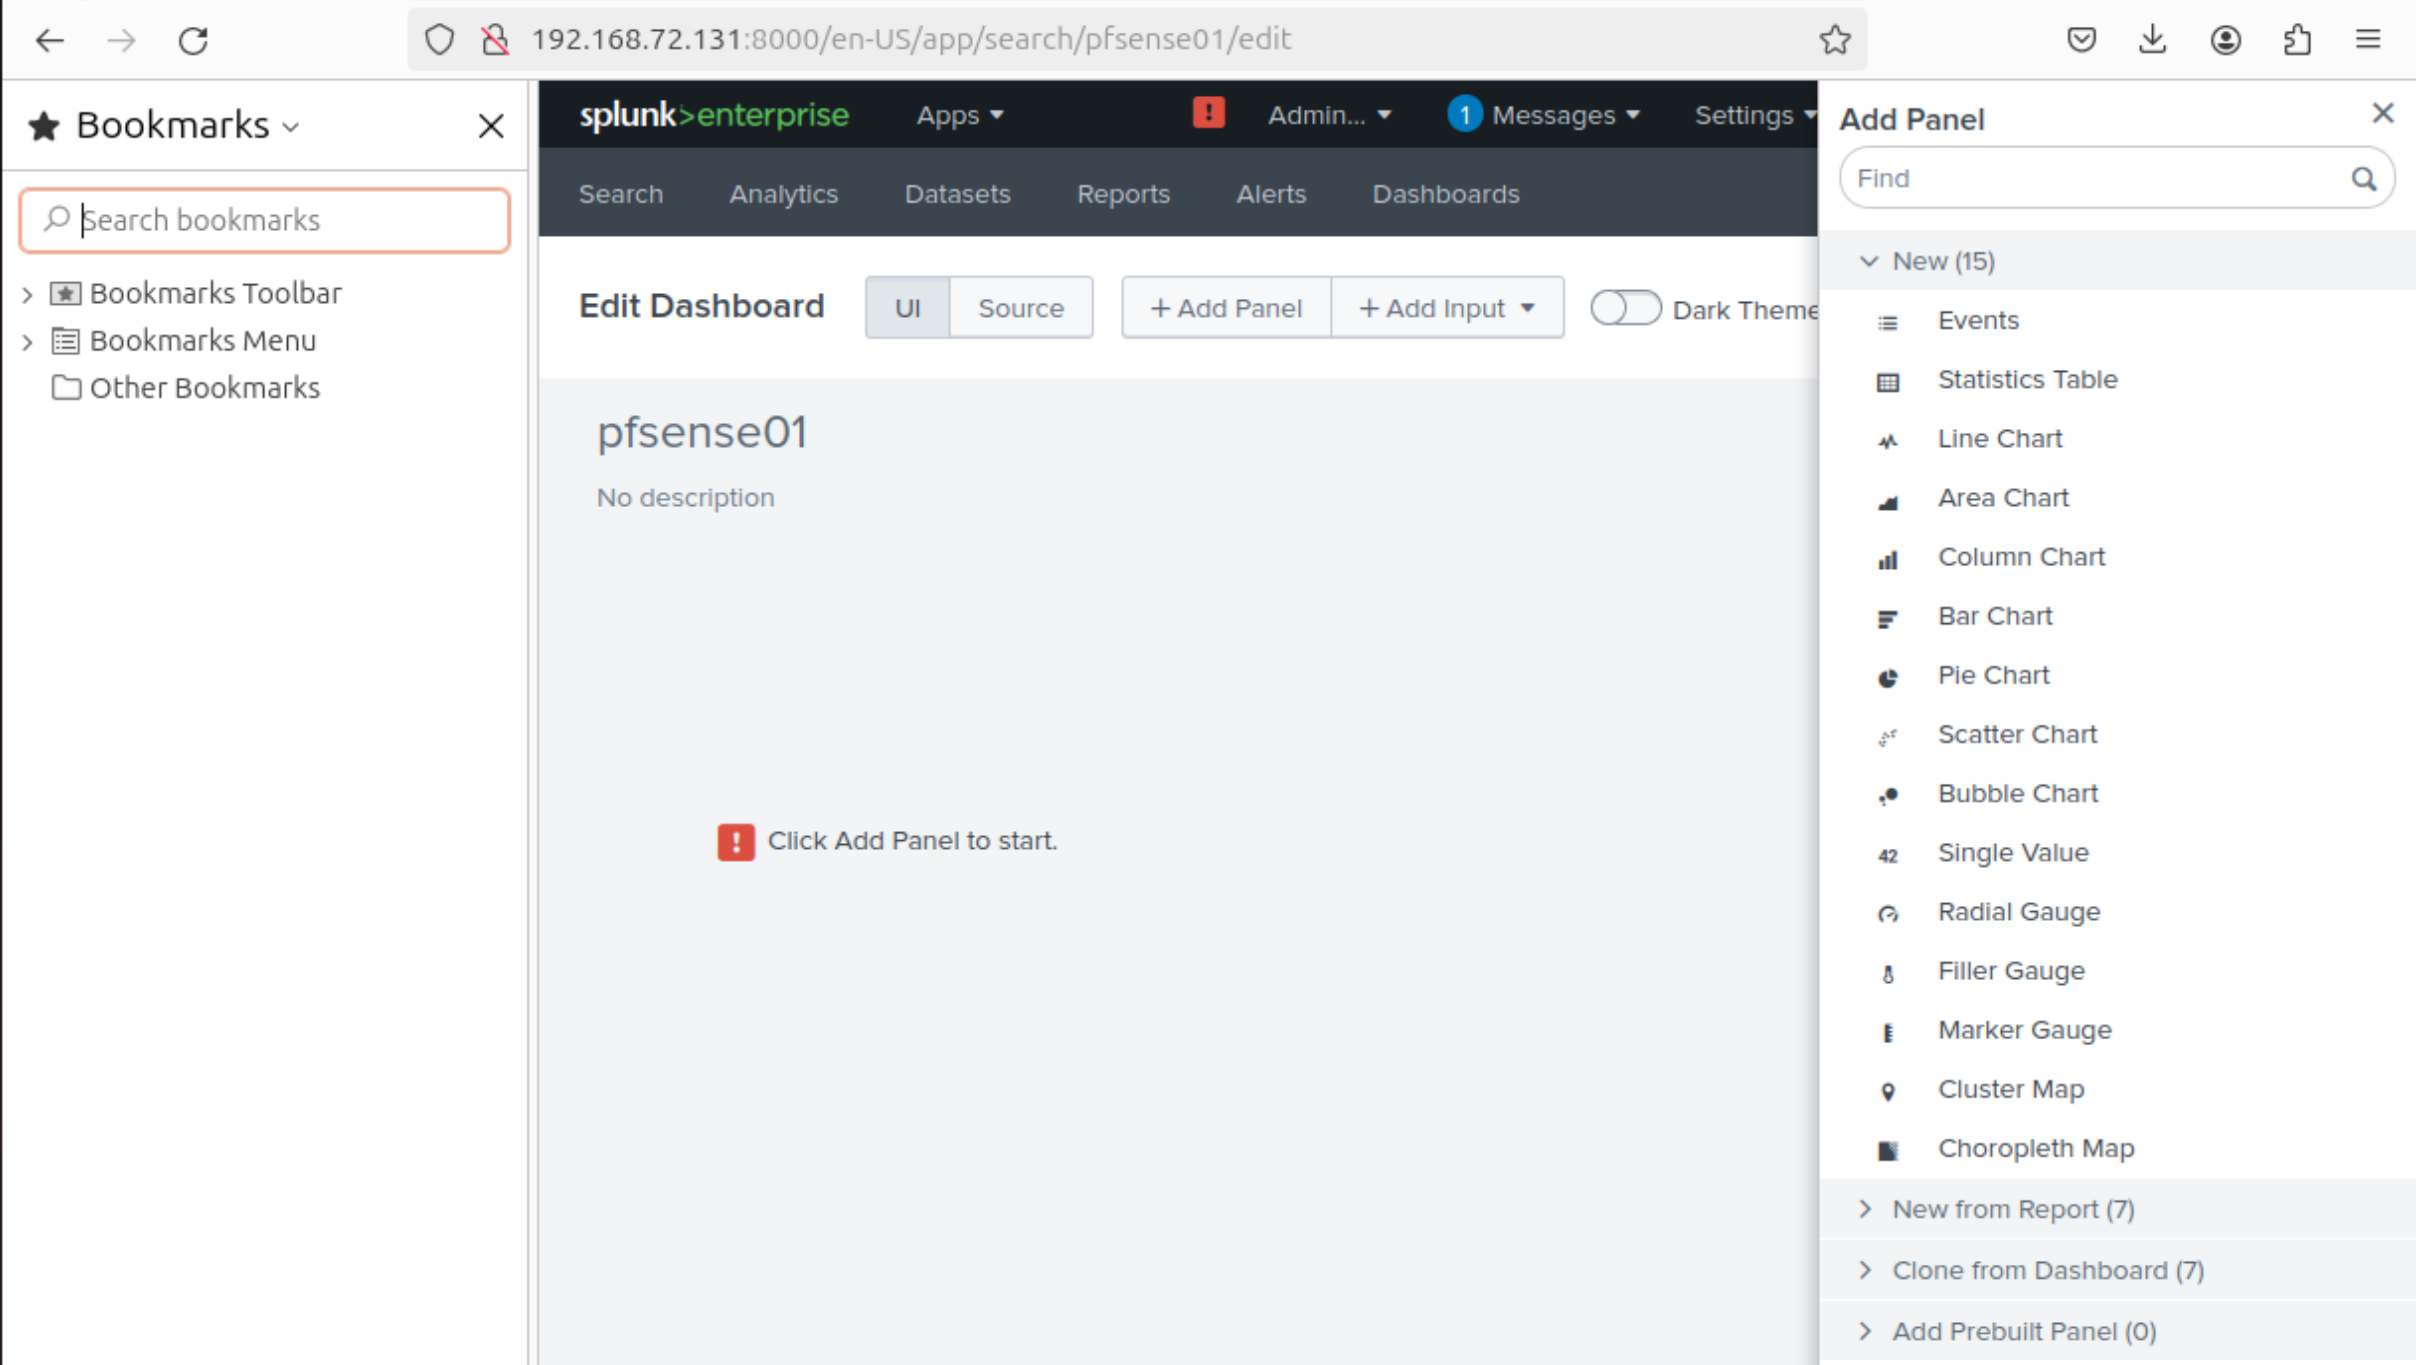 192.168.72.131:8000/en-US/app/search/pfsense01/edit
Bookmarks
Search bookmarks
Bookmarks Toolbar
Bookmarks Menu
Other Bookmarks
splunk>enterprise Apps ! Admin... 1 Messages Settings
Search Analytics Datasets Reports Alerts Dashboards
Edit Dashboard UI Source + Add Panel + Add Input Dark Theme
pfsense01
No description
! Click Add Panel to start.
Add Panel
Find
New (15)
Events
Statistics Table
Line Chart
Area Chart
Column Chart
Bar Chart
Pie Chart
Scatter Chart
Bubble Chart
42 Single Value
Radial Gauge
Filler Gauge
Marker Gauge
Cluster Map
Choropleth Map
New from Report (7)
Clone from Dashboard (7)
Add Prebuilt Panel (0)